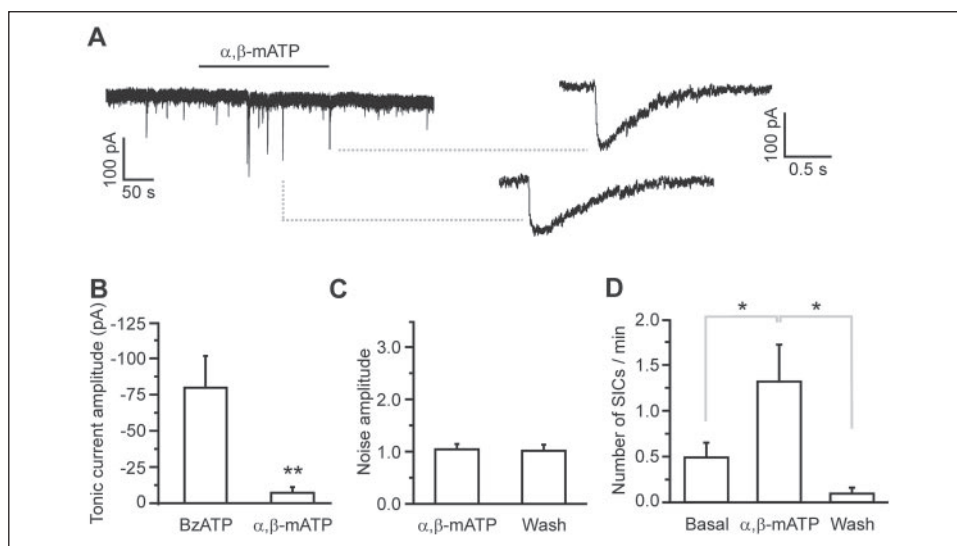 A
α,β-mATP
100 pA
50 s
100 pA
0.5 s
B
Tonic current amplitude (pA)
-125
-100
-75
-50
-25
0
**
BzATP
α,β-mATP
C
Noise amplitude
3.0
2.0
1.0
0.0
α,β-mATP
Wash
D
Number of SICs / min
2.0
1.5
1.0
0.5
0.0
*
*
Basal
α,β-mATP
Wash